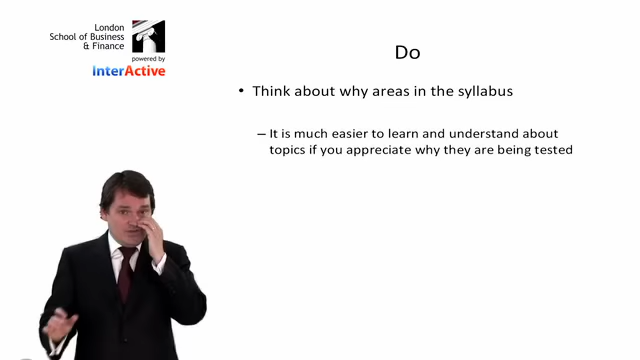 London
School of Business
& Finance
powered by
InterActive
Do
• Think about why areas in the syllabus
– It is much easier to learn and understand about
topics if you appreciate why they are being tested